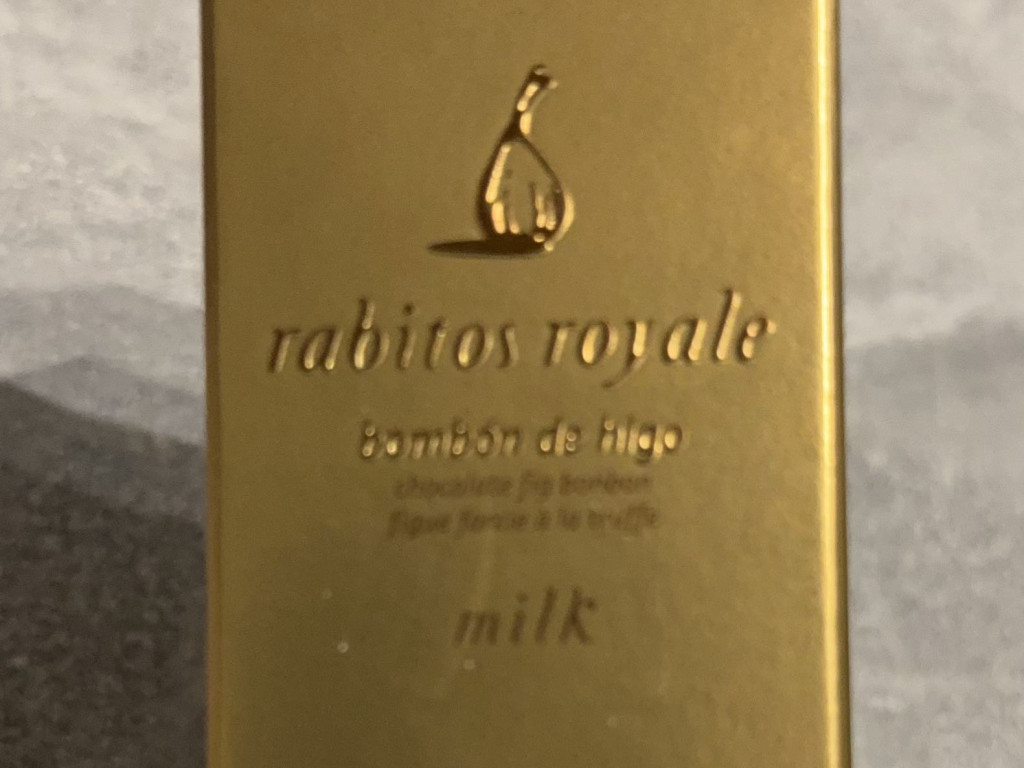 rabitos royale
bombón de higo
chocolate fig bonbon
figue farcie à la truffe
milk